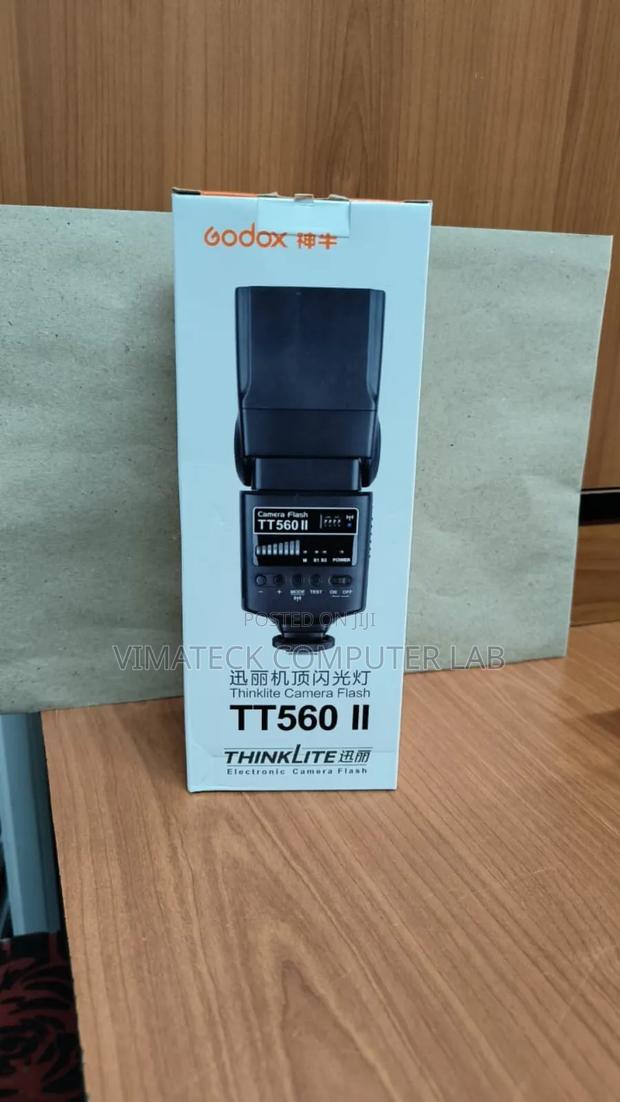 Godox 神牛
Camera Flash
TT560 II
M S1 S2 POWER
− + MODE TEST ON OFF
POSTED ON JIJI
VIMATECK COMPUTER LAB
迅丽机顶闪光灯
Thinklite Camera Flash
TT560 II
THINKLITE 迅丽
Electronic Camera Flash